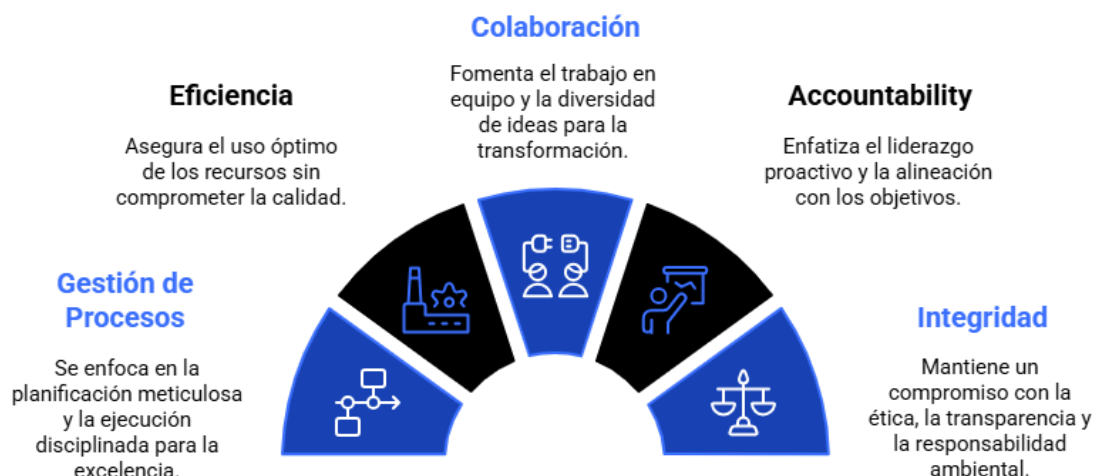 Colaboración
Fomenta el trabajo en
equipo y la diversidad
de ideas para la
transformación.
Eficiencia
Asegura el uso óptimo
de los recursos sin
comprometer la calidad.
Accountability
Enfatiza el liderazgo
proactivo y la alineación
con los objetivos.
Gestión de
Procesos
Se enfoca en la
planificación meticulosa
y la ejecución
disciplinada para la
excelencia.
Integridad
Mantiene un
compromiso con la
ética, la transparencia y
la responsabilidad
ambiental.